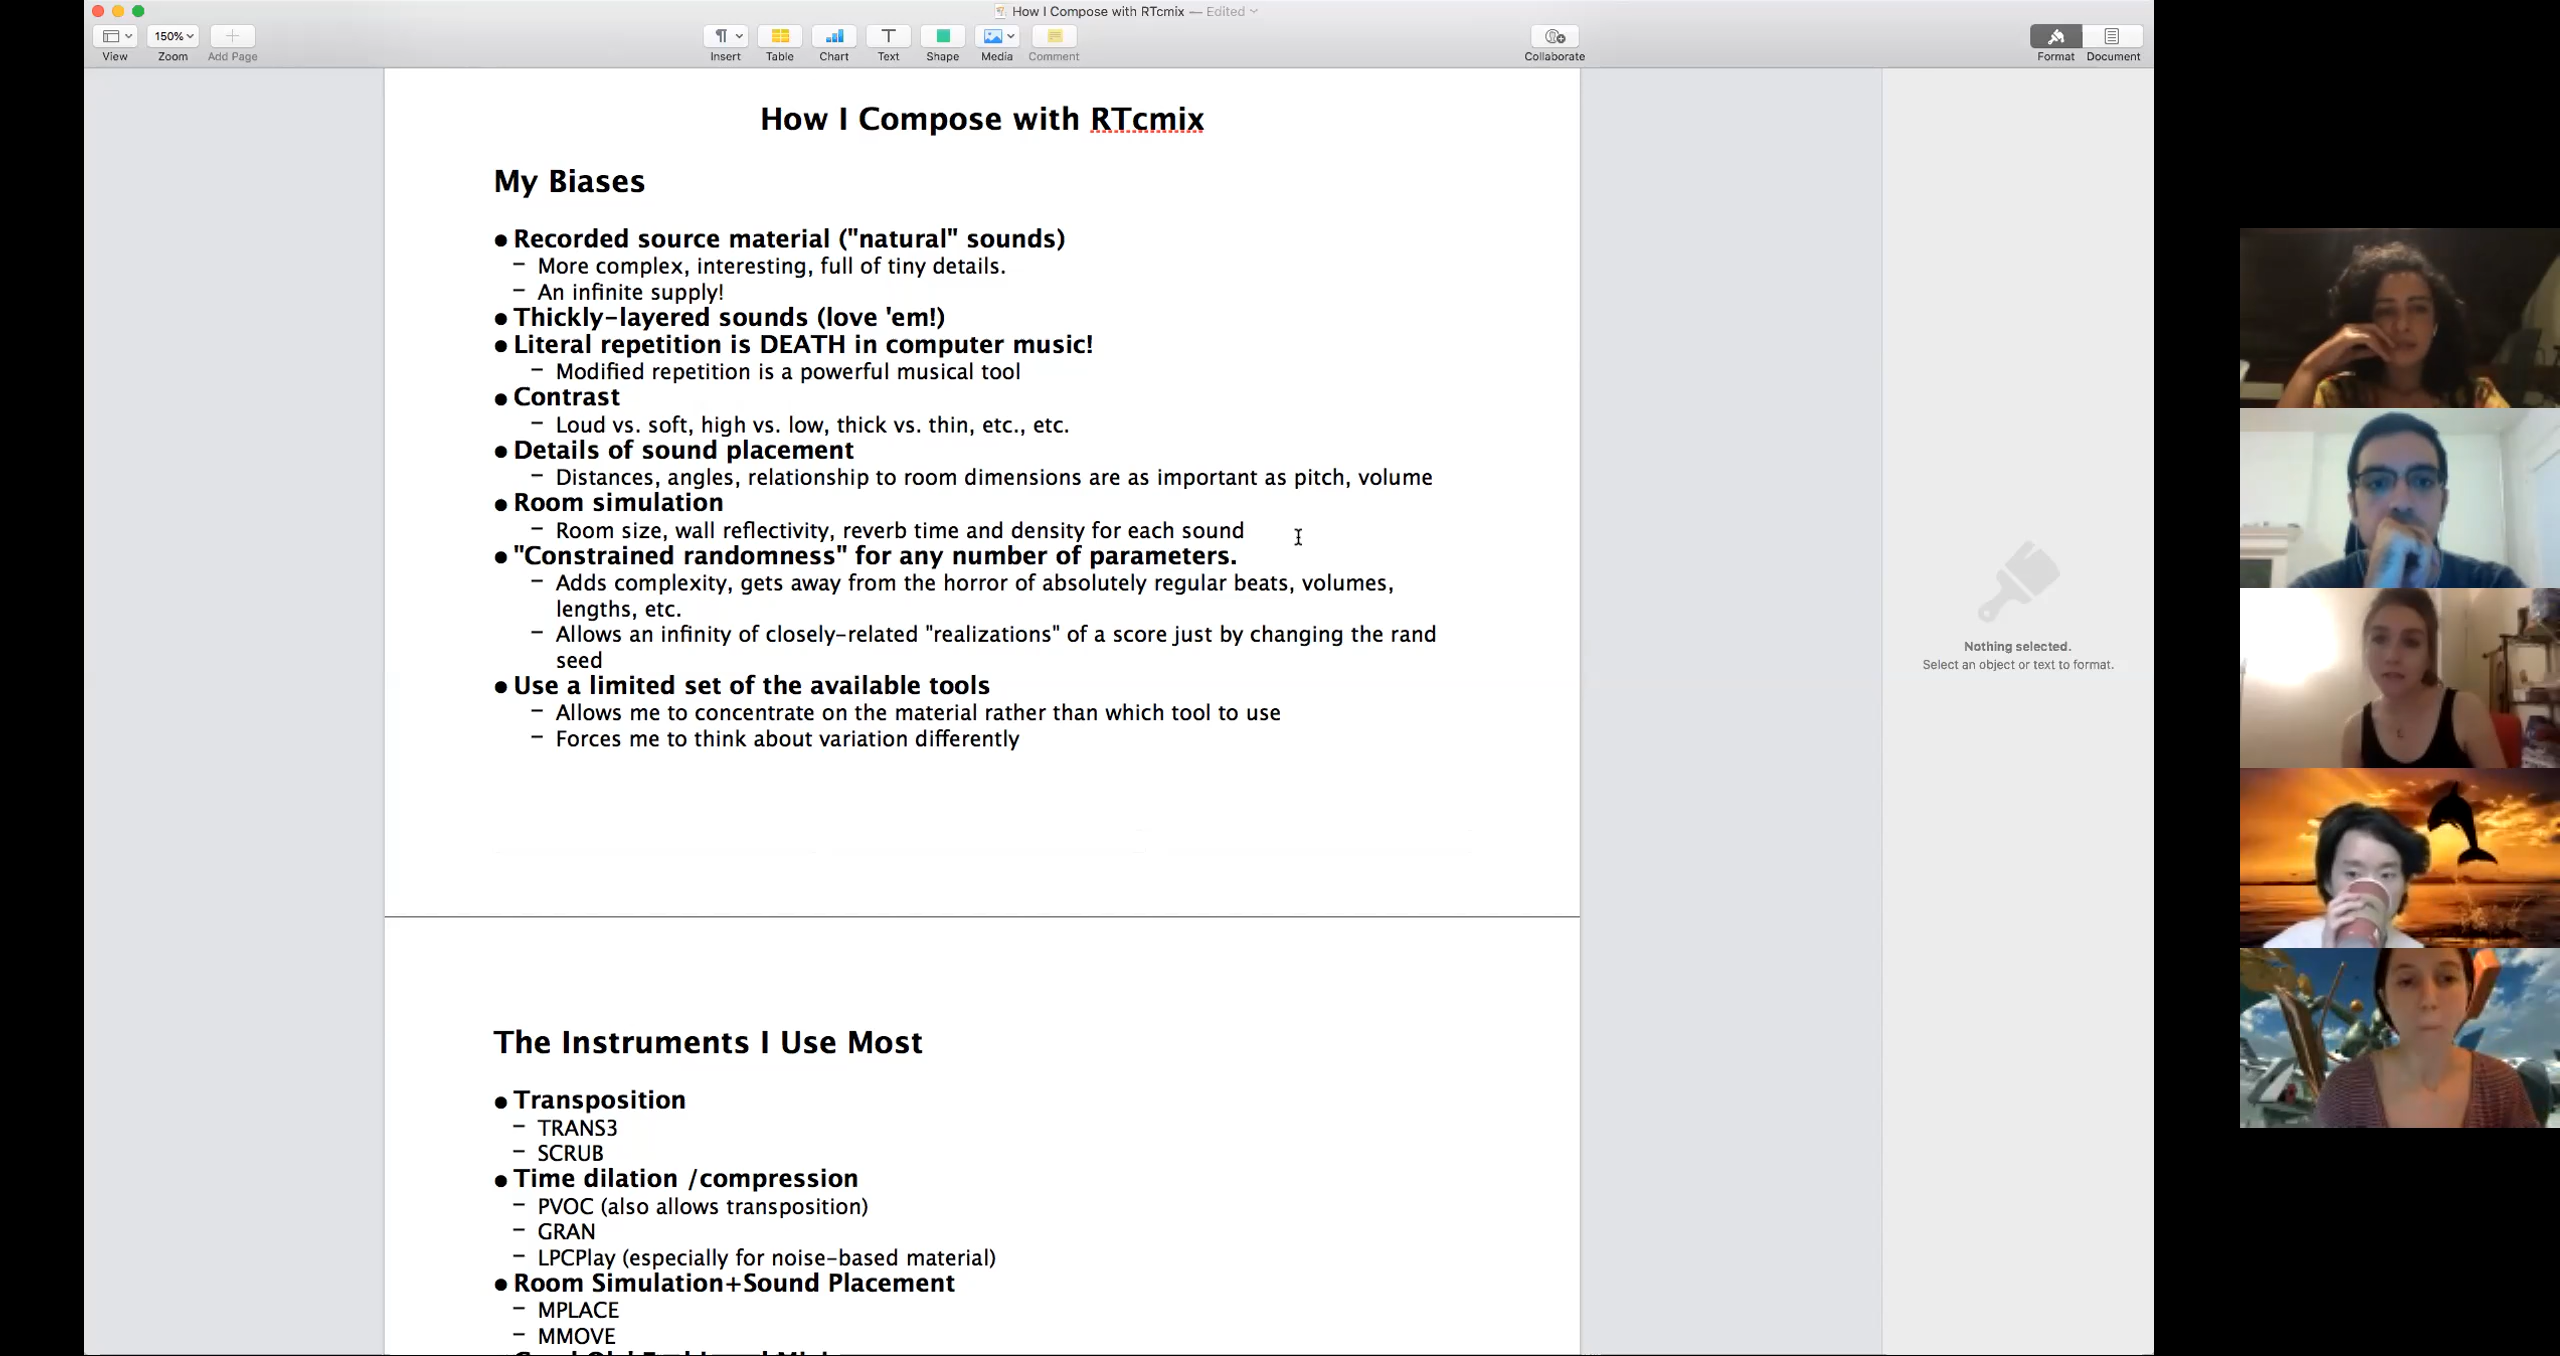 How I Compose with RTcmix — Edited
150%
View
Zoom
Add Page
Insert
Table
Chart
Text
Shape
Media
Comment
Collaborate
Format
Document
How I Compose with RTcmix
My Biases
● Recorded source material ("natural" sounds)
– More complex, interesting, full of tiny details.
– An infinite supply!
● Thickly-layered sounds (love 'em!)
● Literal repetition is DEATH in computer music!
– Modified repetition is a powerful musical tool
● Contrast
– Loud vs. soft, high vs. low, thick vs. thin, etc., etc.
● Details of sound placement
– Distances, angles, relationship to room dimensions are as important as pitch, volume
● Room simulation
– Room size, wall reflectivity, reverb time and density for each sound
● "Constrained randomness" for any number of parameters.
– Adds complexity, gets away from the horror of absolutely regular beats, volumes,
lengths, etc.
– Allows an infinity of closely-related "realizations" of a score just by changing the rand
seed
● Use a limited set of the available tools
– Allows me to concentrate on the material rather than which tool to use
– Forces me to think about variation differently
Nothing selected.
Select an object or text to format.
The Instruments I Use Most
● Transposition
– TRANS3
– SCRUB
● Time dilation /compression
– PVOC (also allows transposition)
– GRAN
– LPCPlay (especially for noise-based material)
● Room Simulation+Sound Placement
– MPLACE
– MMOVE